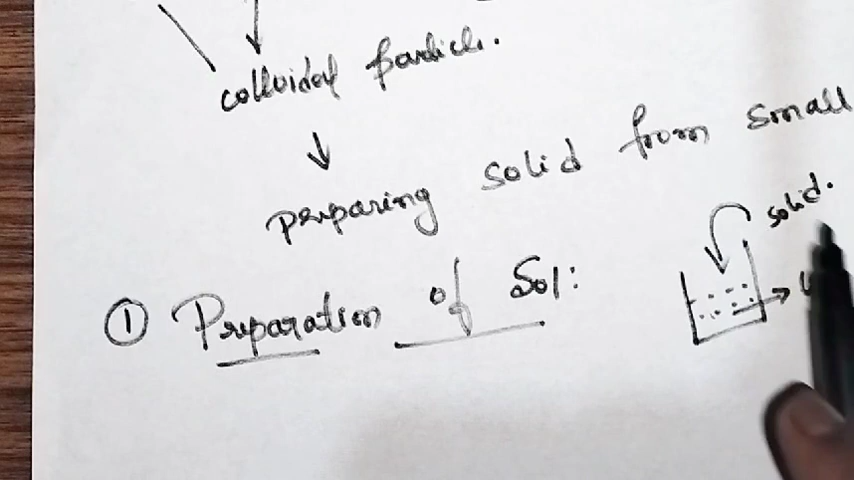 colloidal particle.
preparing solid from small
solid.
① Preparation of Sol: